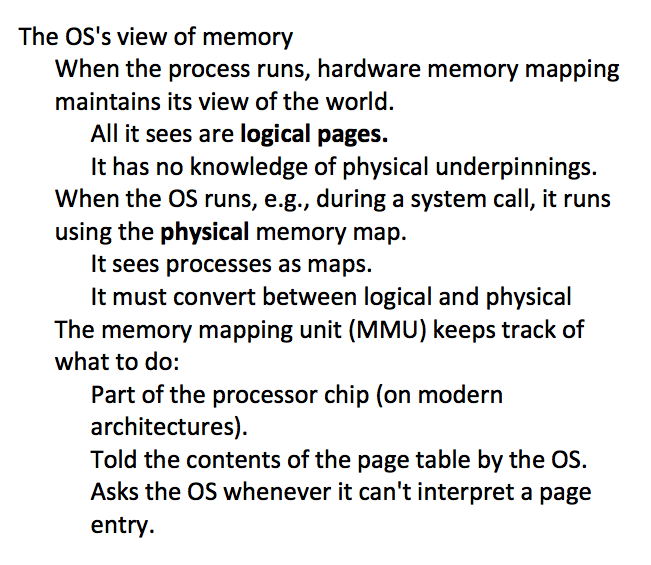 The OS's view of memory
When the process runs, hardware memory mapping
maintains its view of the world.
All it sees are logical pages.
It has no knowledge of physical underpinnings.
When the OS runs, e.g., during a system call, it runs
using the physical memory map.
It sees processes as maps.
It must convert between logical and physical
The memory mapping unit (MMU) keeps track of
what to do:
Part of the processor chip (on modern
architectures).
Told the contents of the page table by the OS.
Asks the OS whenever it can't interpret a page
entry.